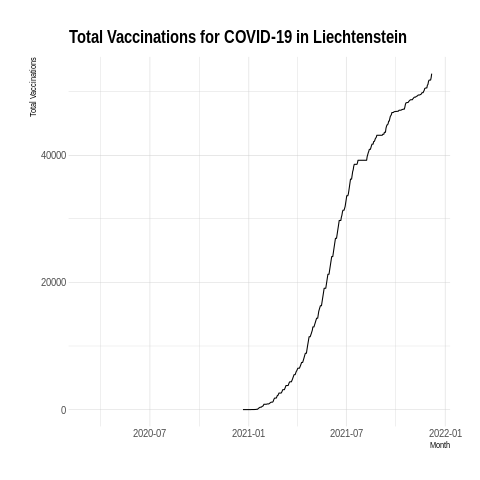 Total Vaccinations for COVID-19 in Liechtenstein
Total Vaccinations
40000
20000
0
2020-07 2021-01 2021-07 2022-01
Month